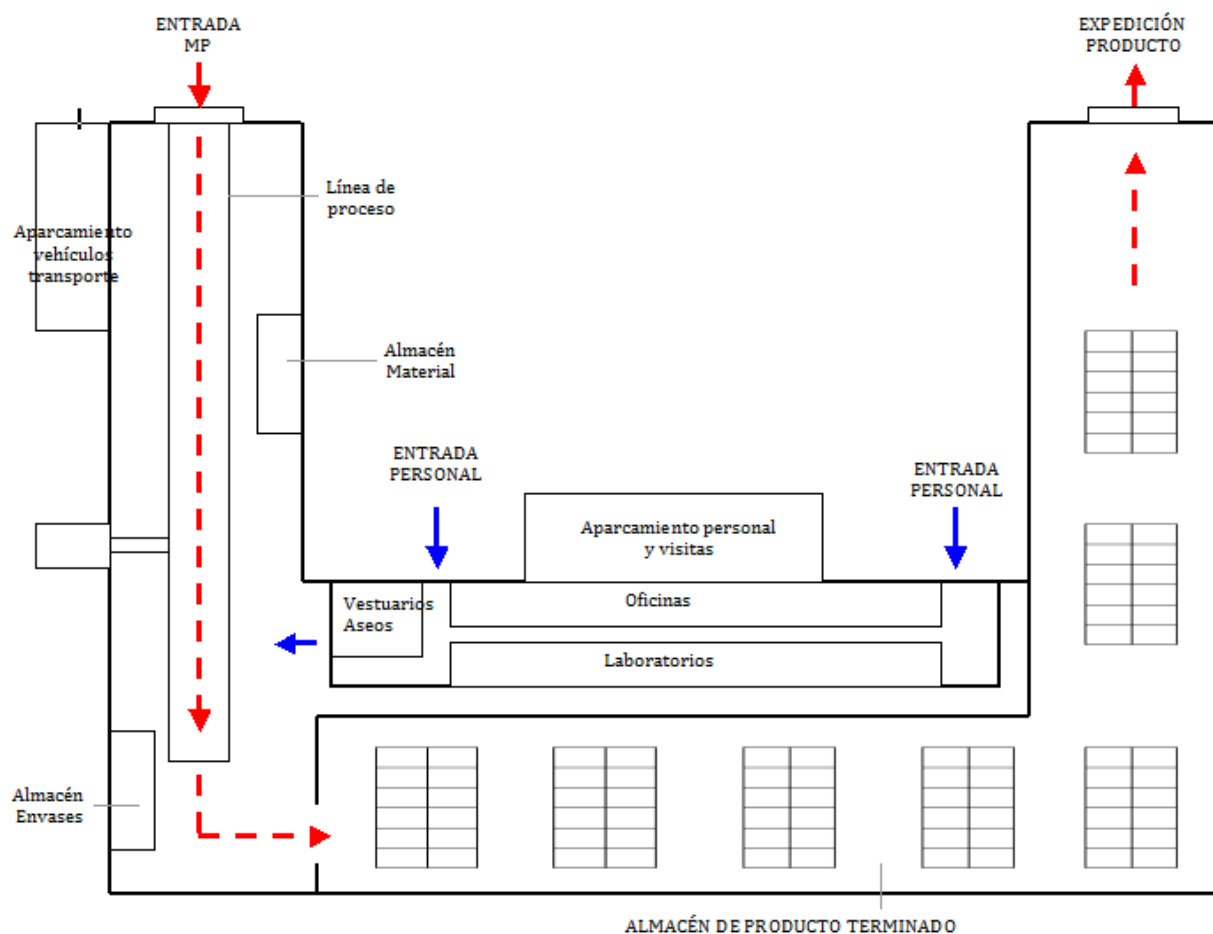 ENTRADA
MP
EXPEDICIÓN
PRODUCTO
Línea de
proceso
Aparcamiento
vehículos
transporte
Almacén
Material
ENTRADA
PERSONAL
ENTRADA
PERSONAL
Aparcamiento personal
y visitas
Vestuarios
Aseos
Oficinas
Laboratorios
Almacén
Envases
ALMACÉN DE PRODUCTO TERMINADO